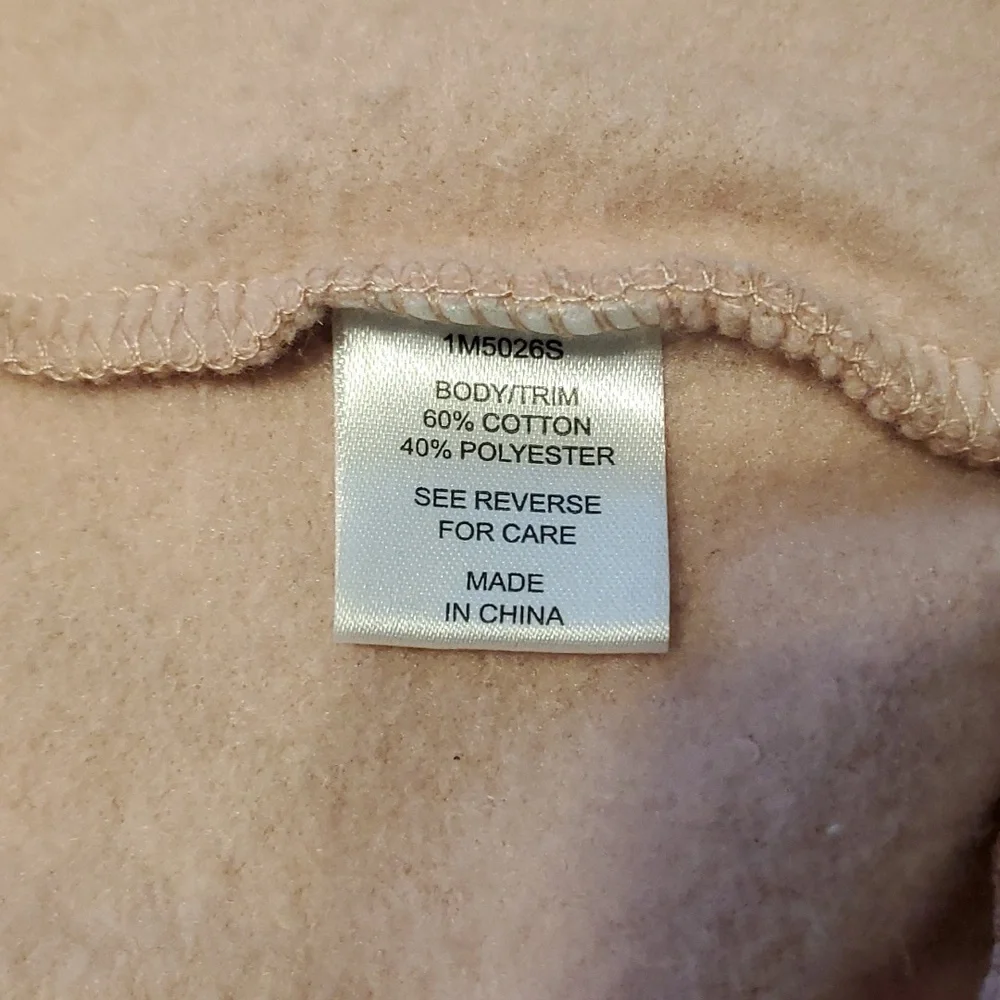 1M5026S
BODY/TRIM
60% COTTON
40% POLYESTER
SEE REVERSE
FOR CARE
MADE
IN CHINA